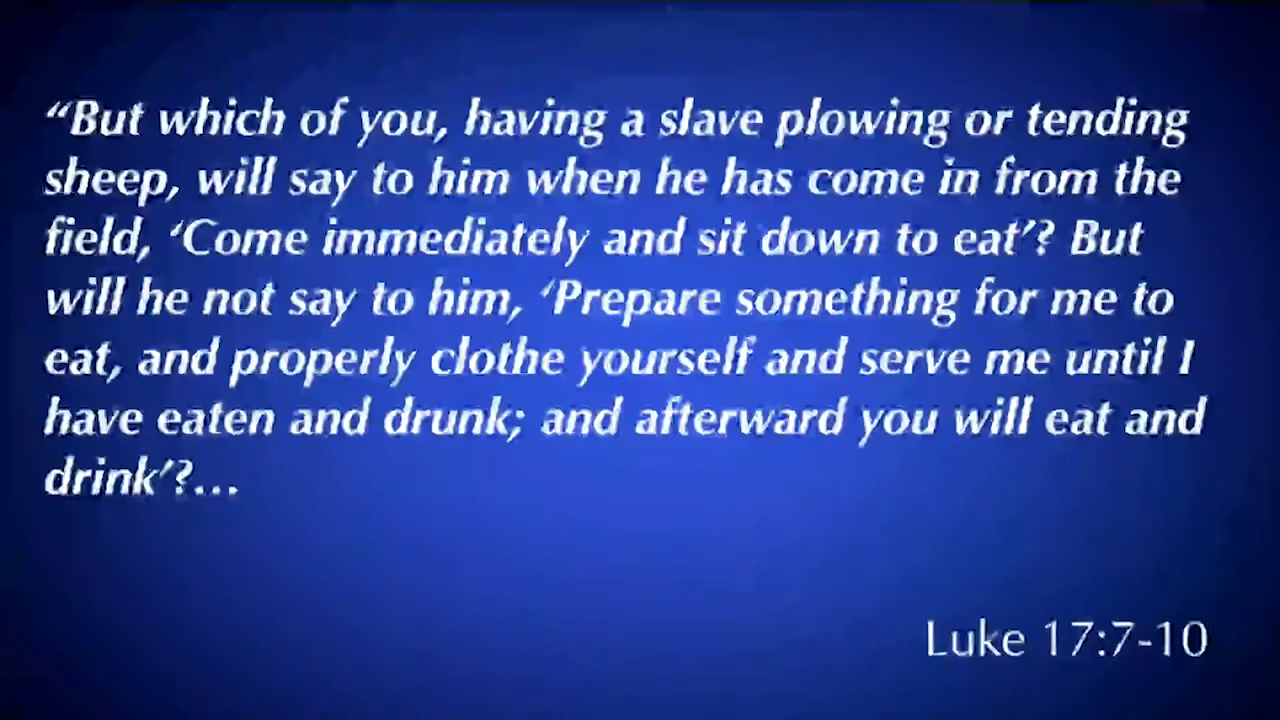 “But which of you, having a slave plowing or tending
sheep, will say to him when he has come in from the
field, ‘Come immediately and sit down to eat’? But
will he not say to him, ‘Prepare something for me to
eat, and properly clothe yourself and serve me until I
have eaten and drunk; and afterward you will eat and
drink’?...
Luke 17:7-10